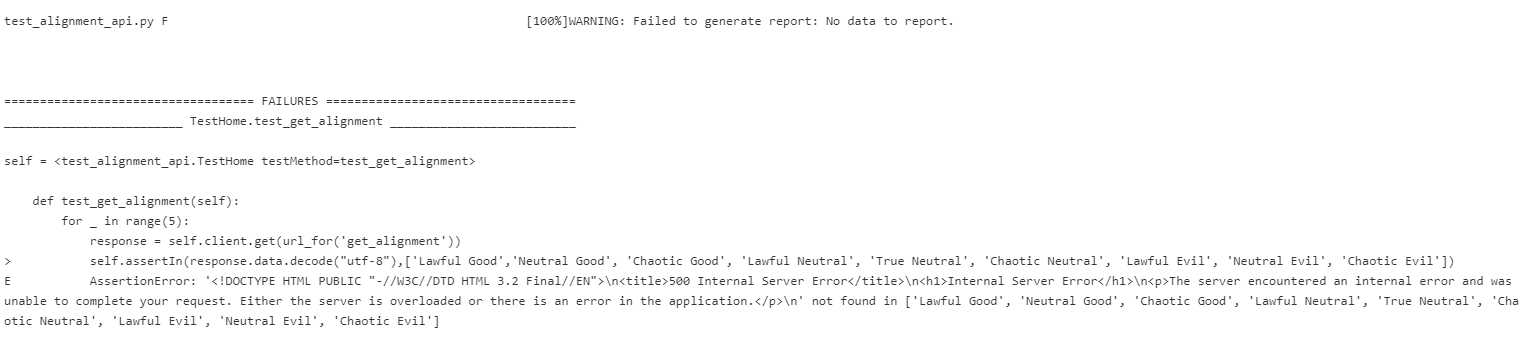 test_alignment_api.py F                                                  [100%]WARNING: Failed to generate report: No data to report.
=================================== FAILURES ===================================
_________________________ TestHome.test_get_alignment __________________________
self = <test_alignment_api.TestHome testMethod=test_get_alignment>
    def test_get_alignment(self):
        for _ in range(5):
            response = self.client.get(url_for('get_alignment'))
>           self.assertIn(response.data.decode("utf-8"),['Lawful Good','Neutral Good', 'Chaotic Good', 'Lawful Neutral', 'True Neutral', 'Chaotic Neutral', 'Lawful Evil', 'Neutral Evil', 'Chaotic Evil'])
E           AssertionError: '<!DOCTYPE HTML PUBLIC "-//W3C//DTD HTML 3.2 Final//EN">\n<title>500 Internal Server Error</title>\n<h1>Internal Server Error</h1>\n<p>The server encountered an internal error and was
unable to complete your request. Either the server is overloaded or there is an error in the application.</p>\n' not found in ['Lawful Good', 'Neutral Good', 'Chaotic Good', 'Lawful Neutral', 'True Neutral', 'Cha
otic Neutral', 'Lawful Evil', 'Neutral Evil', 'Chaotic Evil']